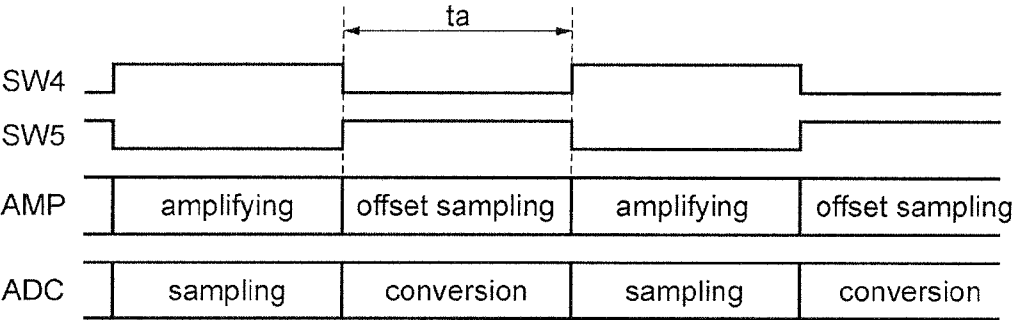 ta
SW4
SW5
AMP amplifying offset sampling amplifying offset sampling
ADC sampling conversion sampling conversion